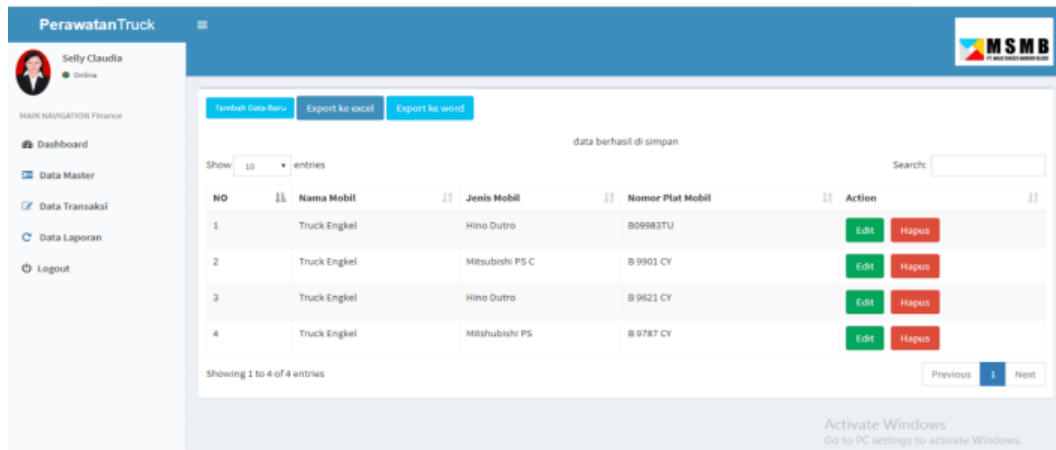 PerawatanTruck
MSMB
Selly Claudia
Online
MAIN NAVIGATION Finance
Dashboard
Data Master
Data Transaksi
Data Laporan
Logout
Tambah Data Baru Export ke excel Export ke word
data berhasil di simpan
Show 10 entries Search:
NO Nama Mobil Jenis Mobil Nomor Plat Mobil Action
1 Truck Engkel Hino Dutro B09983TU Edit Hapus
2 Truck Engkel Mitsubishi PS C B 9901 CY Edit Hapus
3 Truck Engkel Hino Dutro B 9621 CY Edit Hapus
4 Truck Engkel Mitshubishi PS B 9787 CY Edit Hapus
Showing 1 to 4 of 4 entries Previous 1 Next
Activate Windows
Go to PC settings to activate Windows.